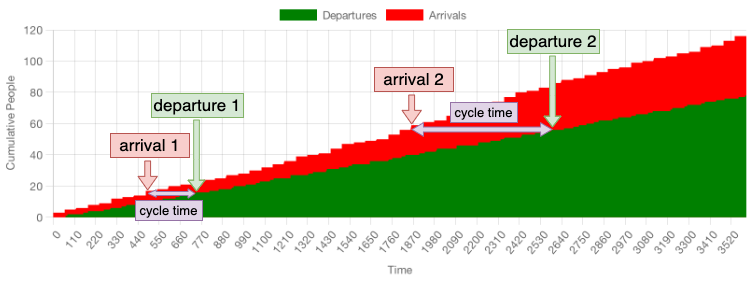 Departures Arrivals
120
100
80
60
40
20
0
Cumulative People
departure 2
arrival 2
departure 1
cycle time
arrival 1
cycle time
0 110 220 330 440 550 660 770 880 990 1100 1210 1320 1430 1540 1650 1760 1870 1980 2090 2200 2310 2420 2530 2640 2750 2860 2970 3080 3190 3300 3410 3520
Time